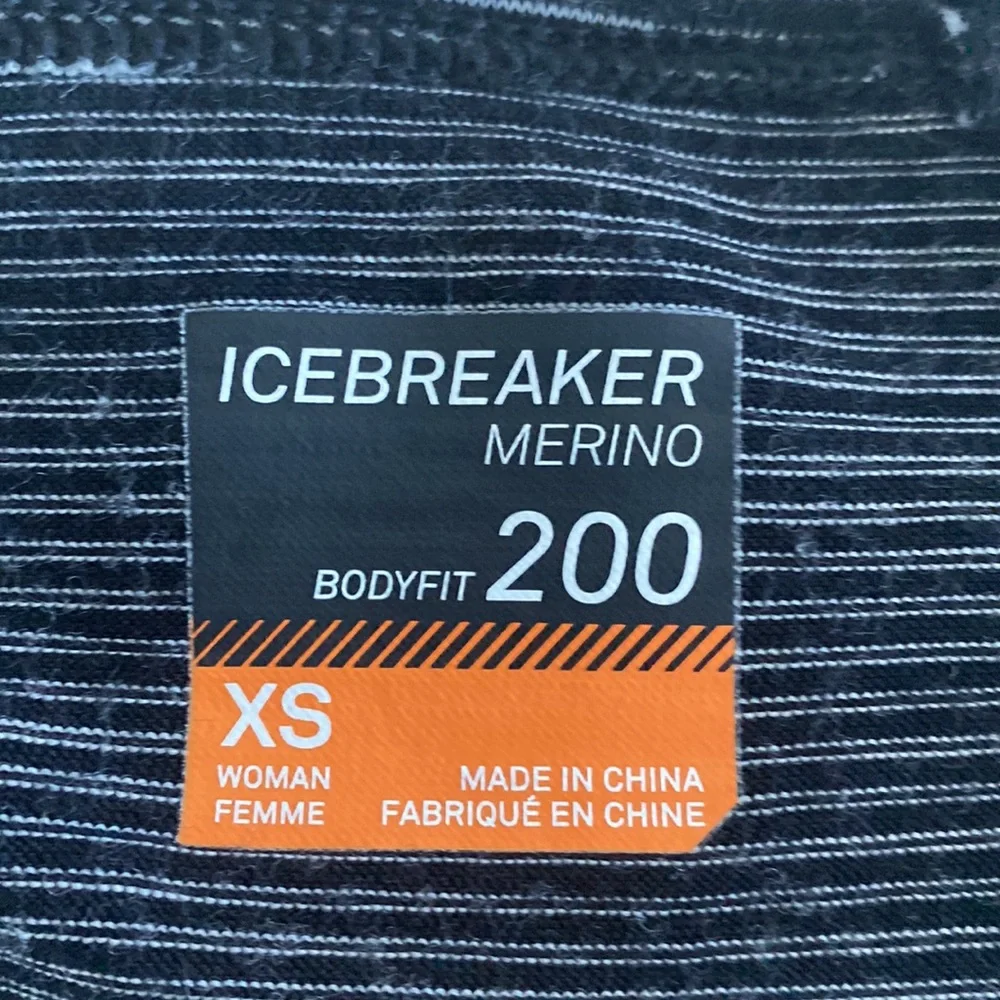 ICEBREAKER
MERINO
BODYFIT 200
XS
WOMAN MADE IN CHINA
FEMME FABRIQUÉ EN CHINE